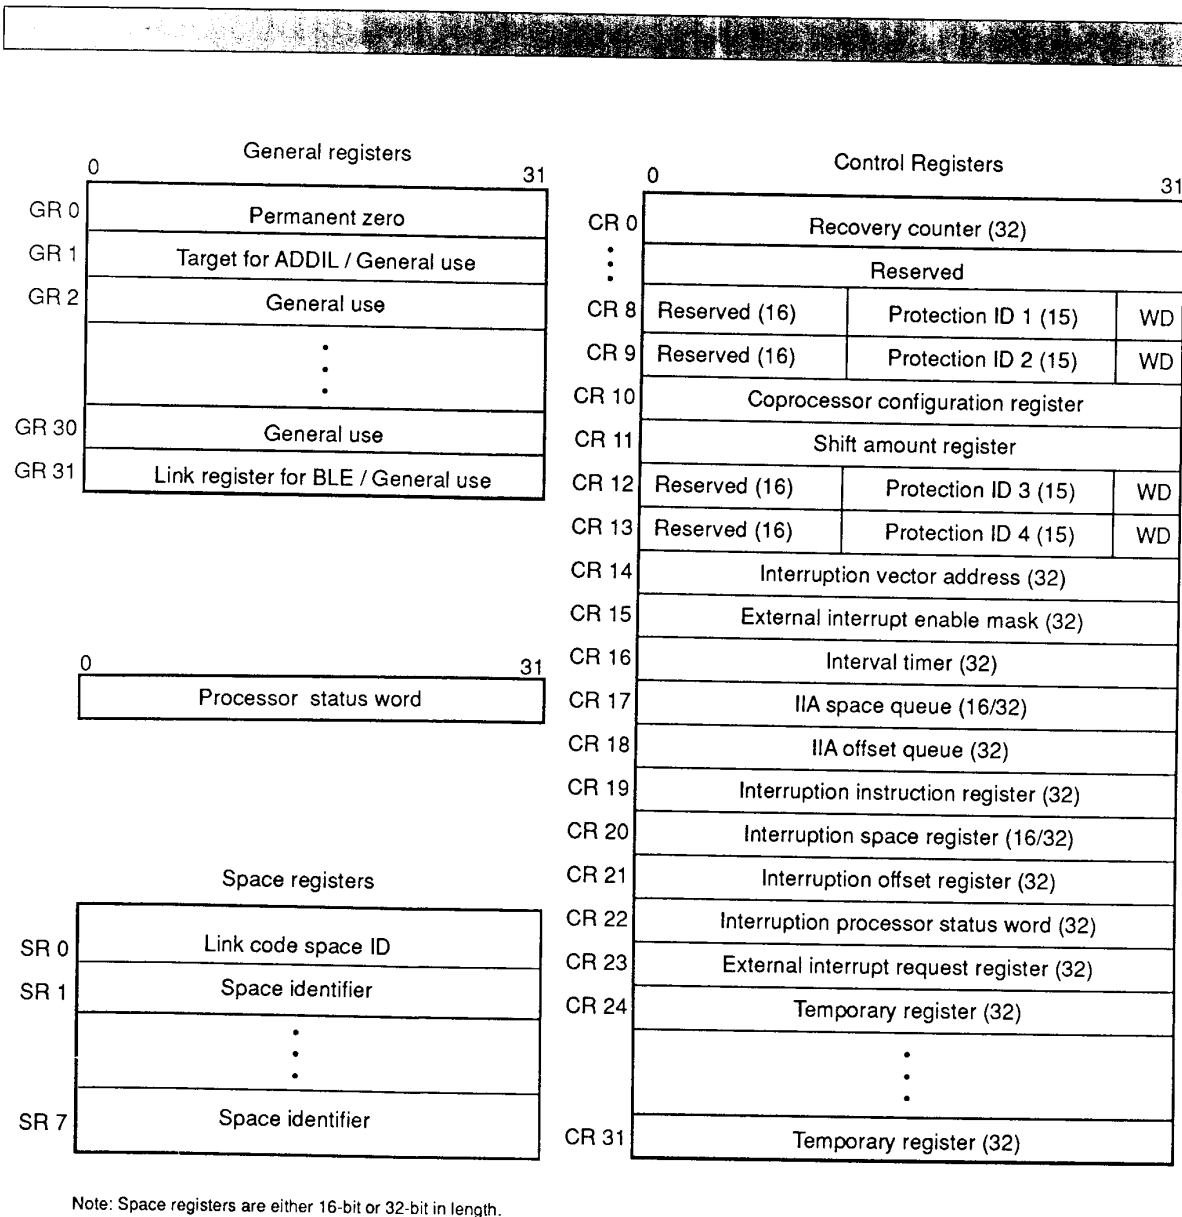 General registers
0 31
GR 0 Permanent zero
GR 1 Target for ADDIL / General use
GR 2 General use
GR 30 General use
GR 31 Link register for BLE / General use
0 31
Processor status word
Space registers
SR 0 Link code space ID
SR 1 Space identifier
SR 7 Space identifier
Control Registers
0 31
CR 0 Recovery counter (32)
Reserved
CR 8 Reserved (16) Protection ID 1 (15) WD
CR 9 Reserved (16) Protection ID 2 (15) WD
CR 10 Coprocessor configuration register
CR 11 Shift amount register
CR 12 Reserved (16) Protection ID 3 (15) WD
CR 13 Reserved (16) Protection ID 4 (15) WD
CR 14 Interruption vector address (32)
CR 15 External interrupt enable mask (32)
CR 16 Interval timer (32)
CR 17 IIA space queue (16/32)
CR 18 IIA offset queue (32)
CR 19 Interruption instruction register (32)
CR 20 Interruption space register (16/32)
CR 21 Interruption offset register (32)
CR 22 Interruption processor status word (32)
CR 23 External interrupt request register (32)
CR 24 Temporary register (32)
CR 31 Temporary register (32)
Note: Space registers are either 16-bit or 32-bit in length.